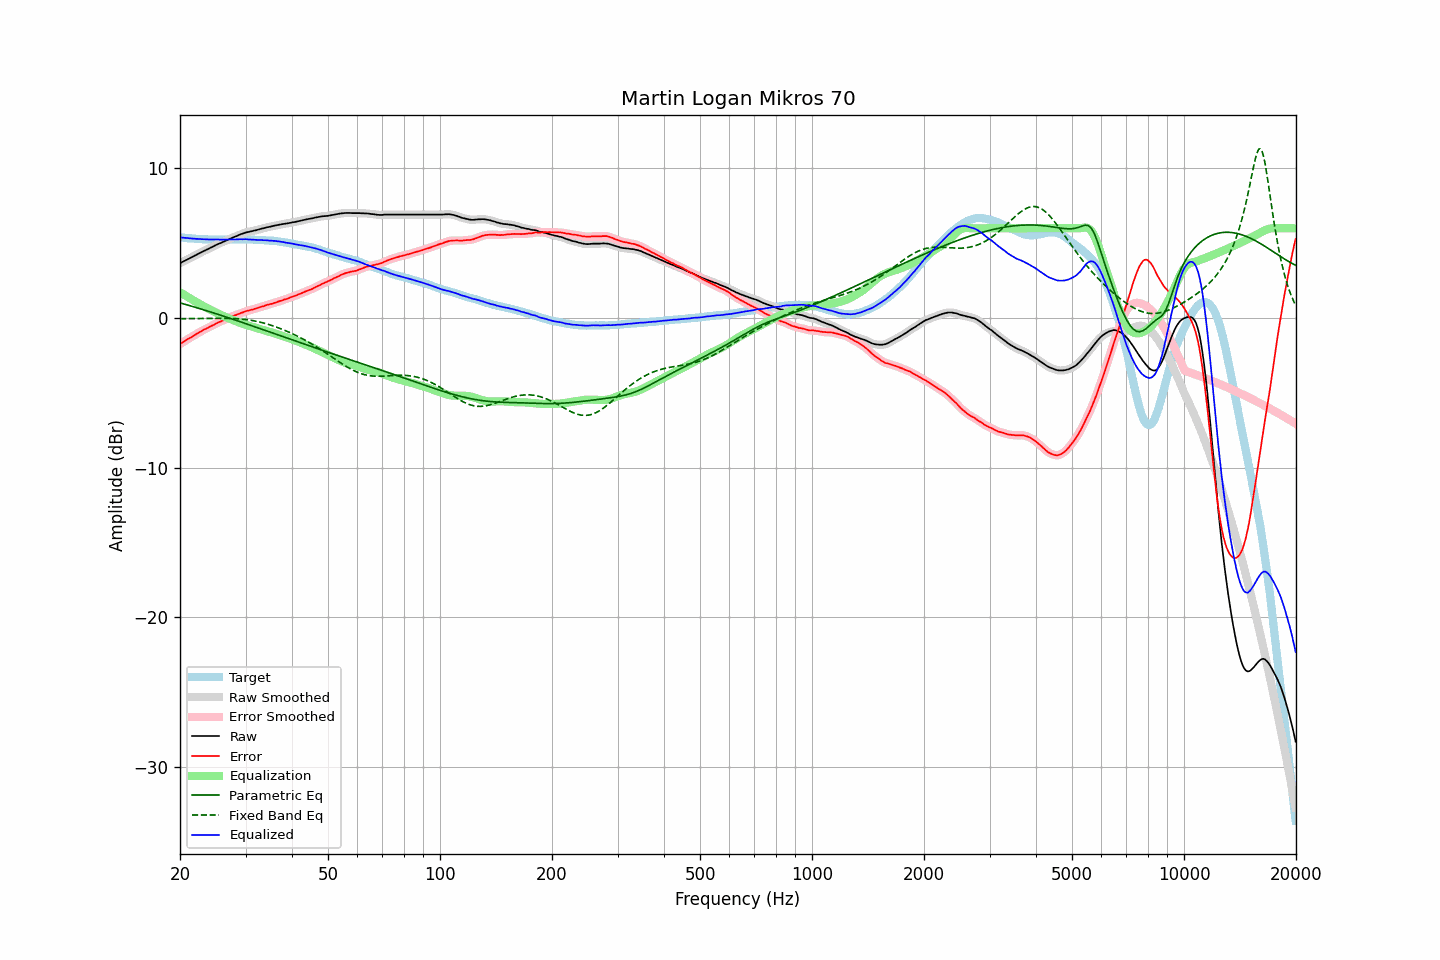 Martin Logan Mikros 70
10
0
−10
−20
−30
Amplitude (dBr)
Target
Raw Smoothed
Error Smoothed
Raw
Error
Equalization
Parametric Eq
Fixed Band Eq
Equalized
20 50 100 200 500 1000 2000 5000 10000 20000
Frequency (Hz)